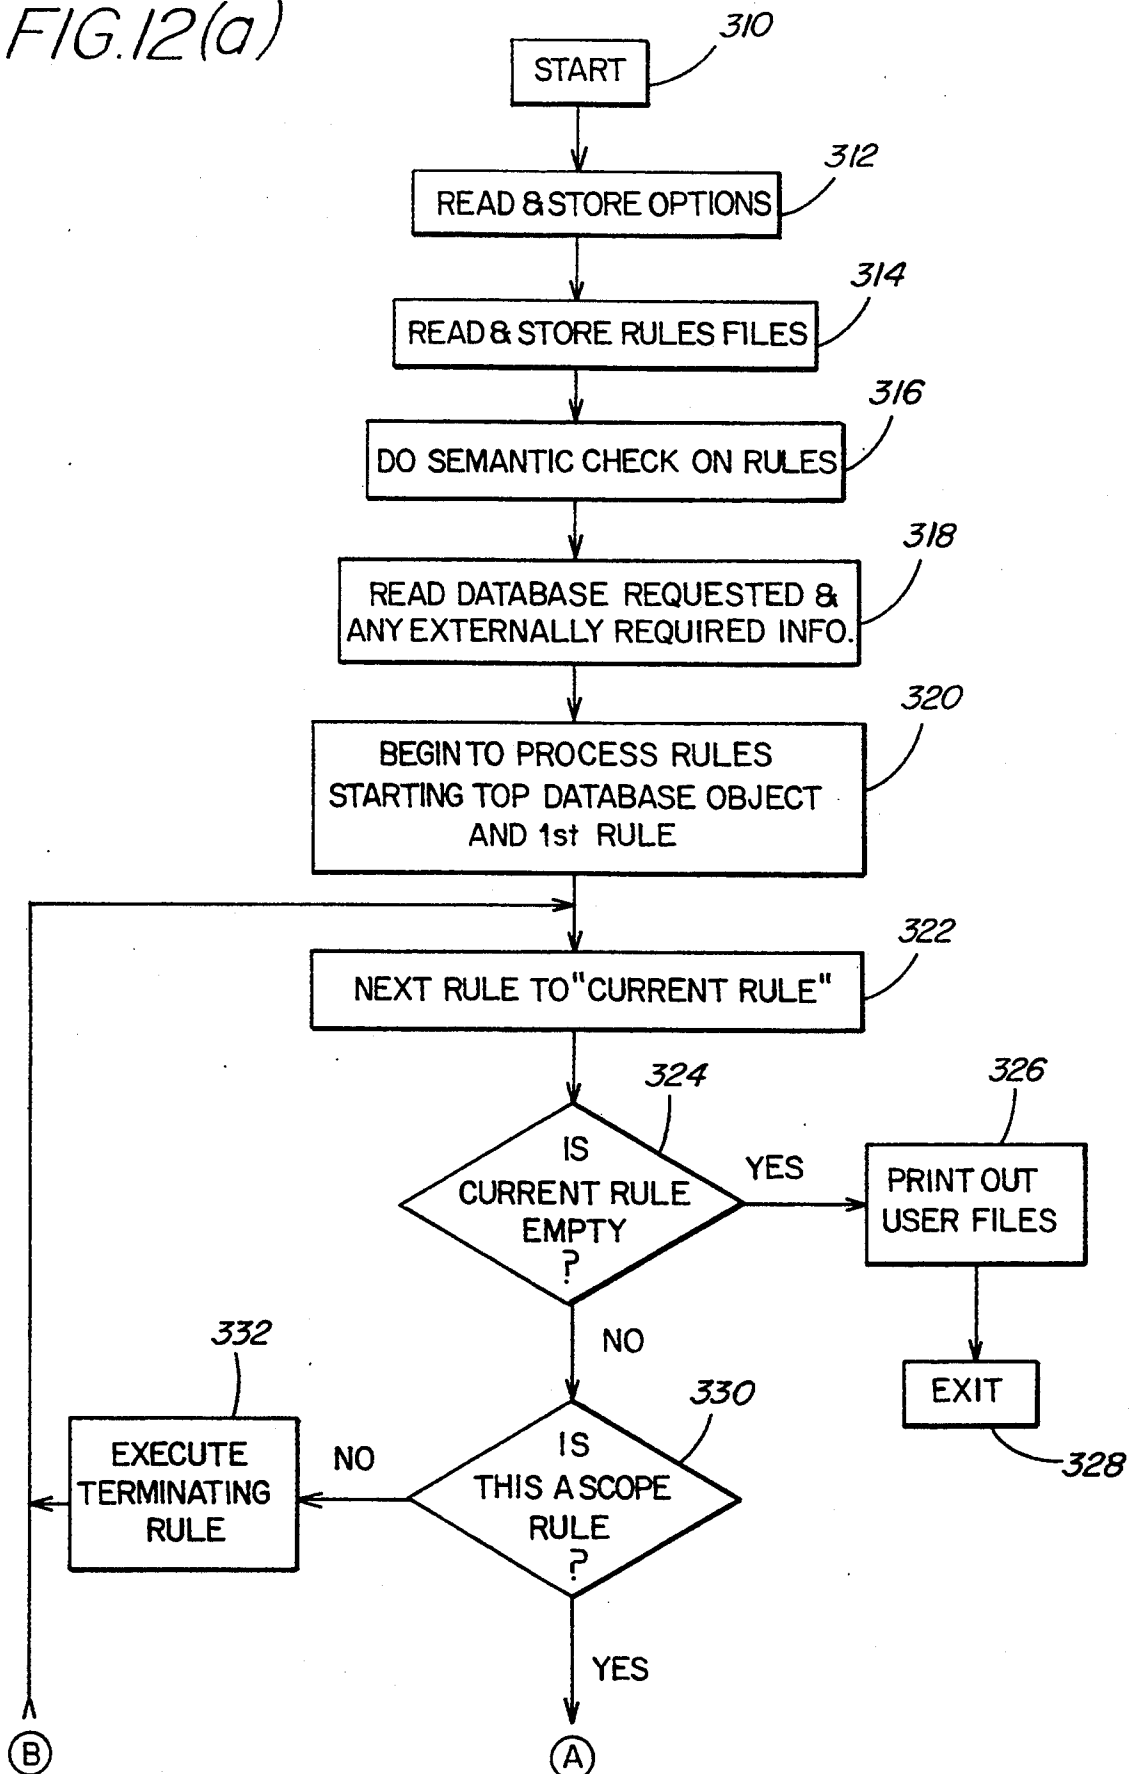 FIG.12(a)
310
START
312
READ & STORE OPTIONS
314
READ & STORE RULES FILES
316
DO SEMANTIC CHECK ON RULES
318
READ DATABASE REQUESTED &
ANY EXTERNALLY REQUIRED INFO.
320
BEGIN TO PROCESS RULES
STARTING TOP DATABASE OBJECT
AND 1st RULE
322
NEXT RULE TO "CURRENT RULE"
324
IS
CURRENT RULE
EMPTY
?
YES
326
PRINT OUT
USER FILES
NO
EXIT
328
330
IS
THIS A SCOPE
RULE
?
NO
332
EXECUTE
TERMINATING
RULE
YES
B
A